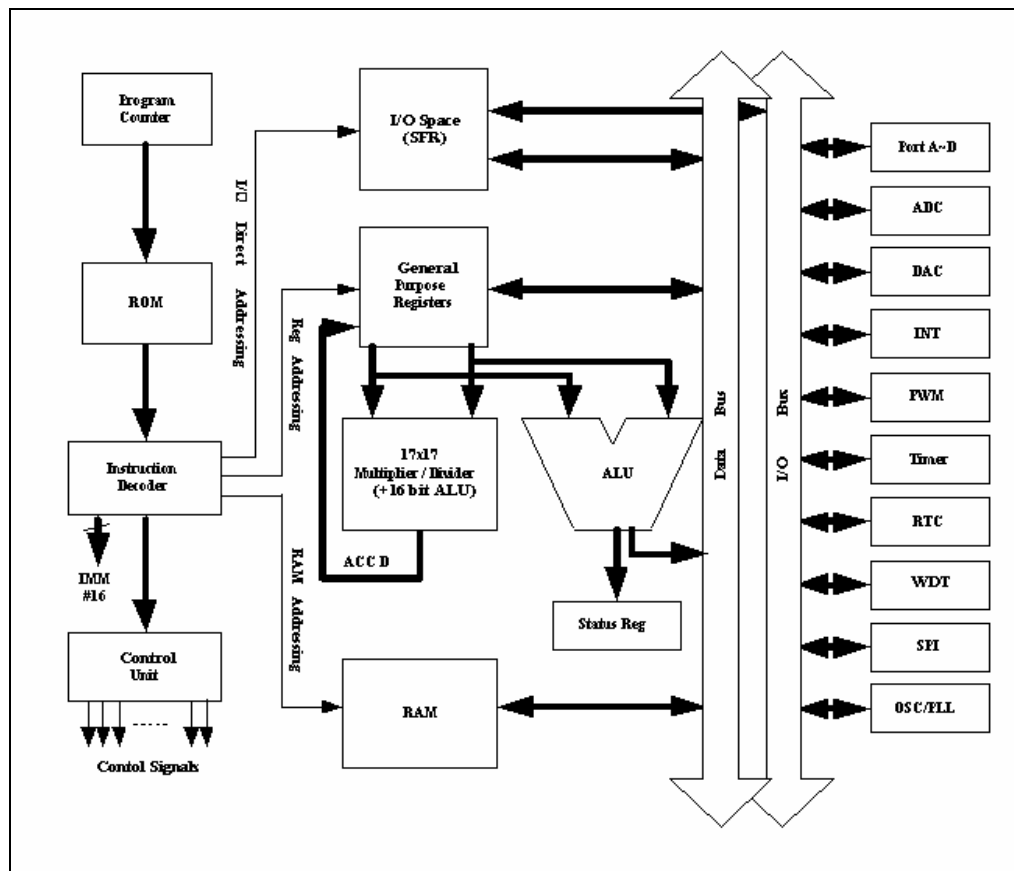 Program
Counter
ROM
Instruction
Decoder
IMM
#16
Control
Unit
Contol Signals
I/O Direct Addressing
Reg Addressing
RAM Addressing
I/O Space
(SFR)
General
Purpose
Registers
17x17
Multiplier / Divider
(+16 bit ALU)
ACC D
ALU
Status Reg
RAM
Data Bus
I/O Bus
Port A~D
ADC
DAC
INT
PWM
Timer
RTC
WDT
SPI
OSC/PLL